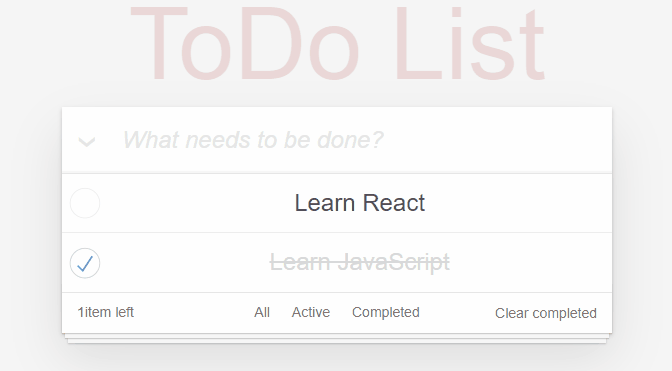 ToDo List
What needs to be done?
Learn React
Learn JavaScript
1item left All Active Completed Clear completed